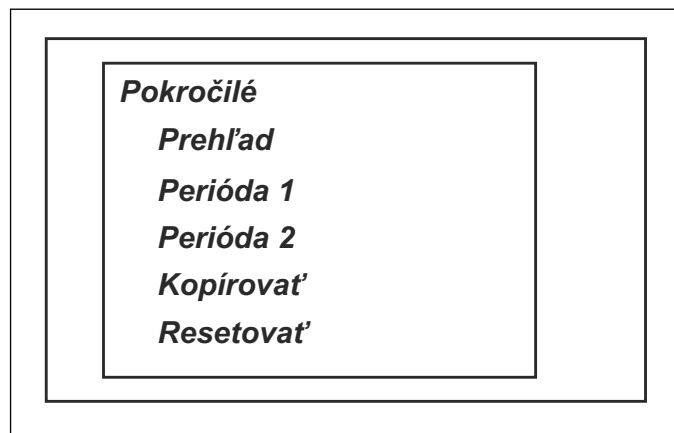 Pokročilé
Prehľad
Perióda 1
Perióda 2
Kopírovať
Resetovať